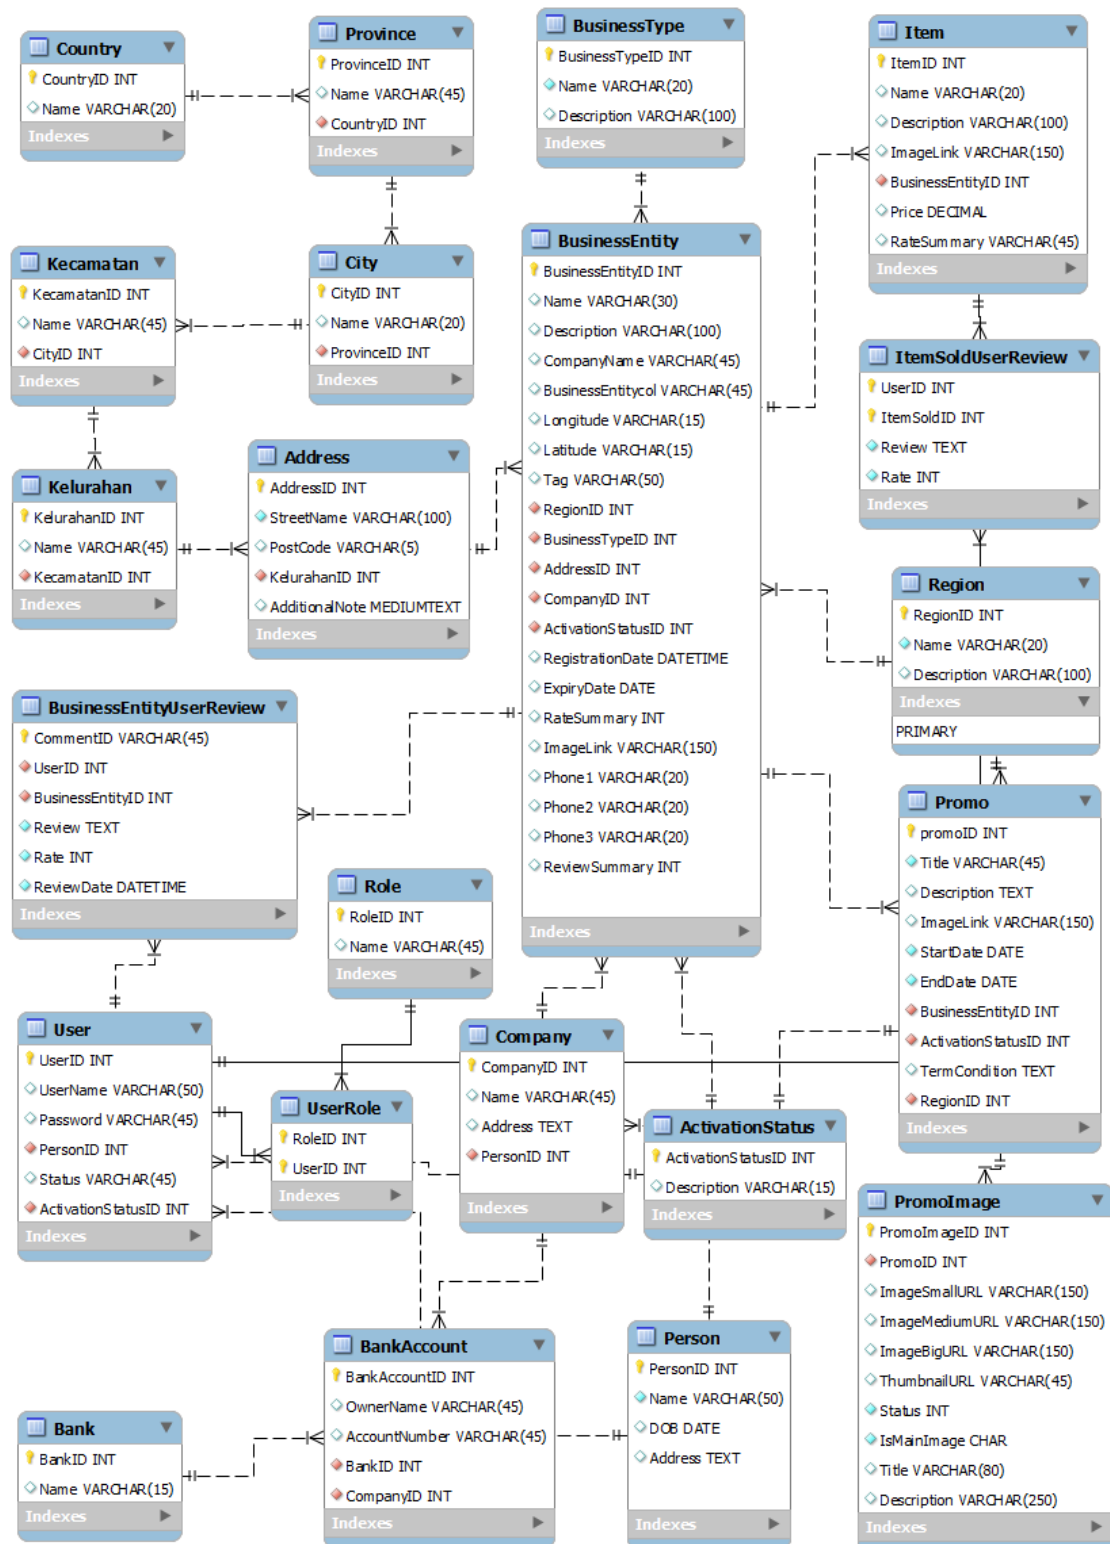 Country
CountryID INT
Name VARCHAR(20)
Indexes
Province
ProvinceID INT
Name VARCHAR(45)
CountryID INT
Indexes
BusinessType
BusinessTypeID INT
Name VARCHAR(20)
Description VARCHAR(100)
Indexes
Item
ItemID INT
Name VARCHAR(20)
Description VARCHAR(100)
ImageLink VARCHAR(150)
BusinessEntityID INT
Price DECIMAL
RateSummary VARCHAR(45)
Indexes
Kecamatan
KecamatanID INT
Name VARCHAR(45)
CityID INT
Indexes
City
CityID INT
Name VARCHAR(20)
ProvinceID INT
Indexes
BusinessEntity
BusinessEntityID INT
Name VARCHAR(30)
Description VARCHAR(100)
CompanyName VARCHAR(45)
BusinessEntitycol VARCHAR(45)
Longitude VARCHAR(15)
Latitude VARCHAR(15)
Tag VARCHAR(50)
RegionID INT
BusinessTypeID INT
AddressID INT
CompanyID INT
ActivationStatusID INT
RegistrationDate DATETIME
ExpiryDate DATE
RateSummary INT
ImageLink VARCHAR(150)
Phone1 VARCHAR(20)
Phone2 VARCHAR(20)
Phone3 VARCHAR(20)
ReviewSummary INT
Indexes
ItemSoldUserReview
UserID INT
ItemSoldID INT
Review TEXT
Rate INT
Indexes
Kelurahan
KelurahanID INT
Name VARCHAR(45)
KecamatanID INT
Indexes
Address
AddressID INT
StreetName VARCHAR(100)
PostCode VARCHAR(5)
KelurahanID INT
AdditionalNote MEDIUMTEXT
Indexes
Region
RegionID INT
Name VARCHAR(20)
Description VARCHAR(100)
Indexes
PRIMARY
BusinessEntityUserReview
CommentID VARCHAR(45)
UserID INT
BusinessEntityID INT
Review TEXT
Rate INT
ReviewDate DATETIME
Indexes
Promo
promoID INT
Title VARCHAR(45)
Description TEXT
ImageLink VARCHAR(150)
StartDate DATE
EndDate DATE
BusinessEntityID INT
ActivationStatusID INT
TermCondition TEXT
RegionID INT
Indexes
Role
RoleID INT
Name VARCHAR(45)
Indexes
User
UserID INT
UserName VARCHAR(50)
Password VARCHAR(45)
PersonID INT
Status VARCHAR(45)
ActivationStatusID INT
Indexes
UserRole
RoleID INT
UserID INT
Indexes
Company
CompanyID INT
Name VARCHAR(45)
Address TEXT
PersonID INT
Indexes
ActivationStatus
ActivationStatusID INT
Description VARCHAR(15)
Indexes
PromoImage
PromoImageID INT
PromoID INT
ImageSmallURL VARCHAR(150)
ImageMediumURL VARCHAR(150)
ImageBigURL VARCHAR(150)
ThumbnailURL VARCHAR(45)
Status INT
IsMainImage CHAR
Title VARCHAR(80)
Description VARCHAR(250)
Indexes
Bank
BankID INT
Name VARCHAR(15)
Indexes
BankAccount
BankAccountID INT
OwnerName VARCHAR(45)
AccountNumber VARCHAR(45)
BankID INT
CompanyID INT
Indexes
Person
PersonID INT
Name VARCHAR(50)
DOB DATE
Address TEXT
Indexes